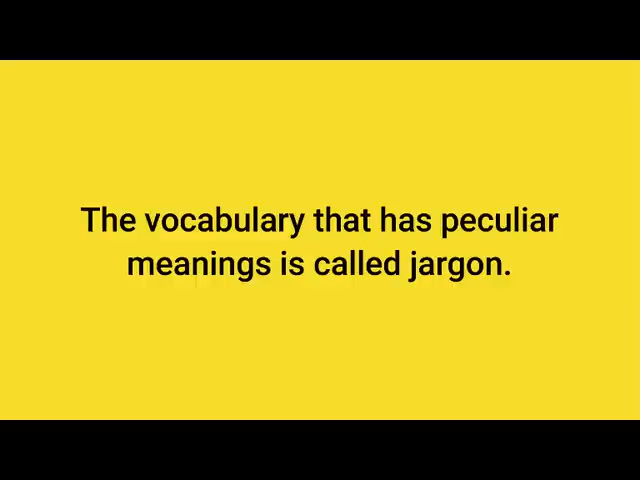 The vocabulary that has peculiar
meanings is called jargon.